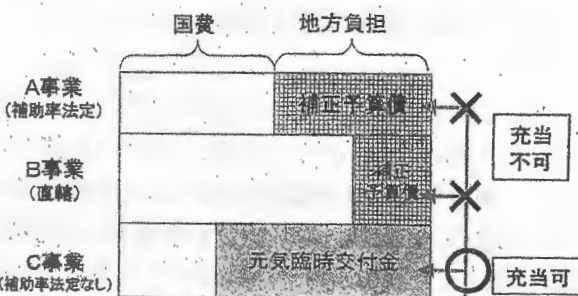 国費
地方負担
A事業
(補助率法定)
補正予算債
充当
不可
B事業
(直轄)
補正
予算債
C事業
(補助率法定なし)
元気臨時交付金
充当可